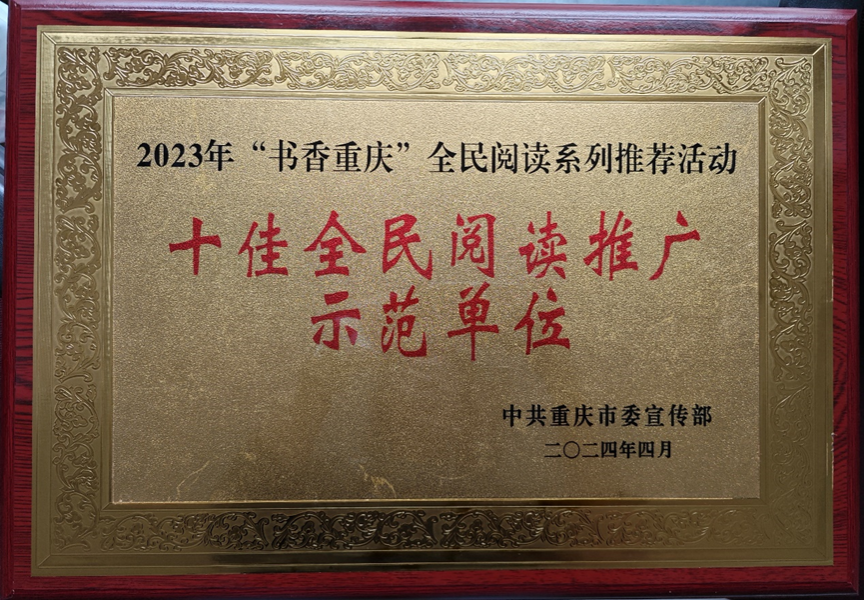 2023年“书香重庆”全民阅读系列推荐活动
十佳全民阅读推广
示范单位
中共重庆市委宣传部
二〇二四年四月